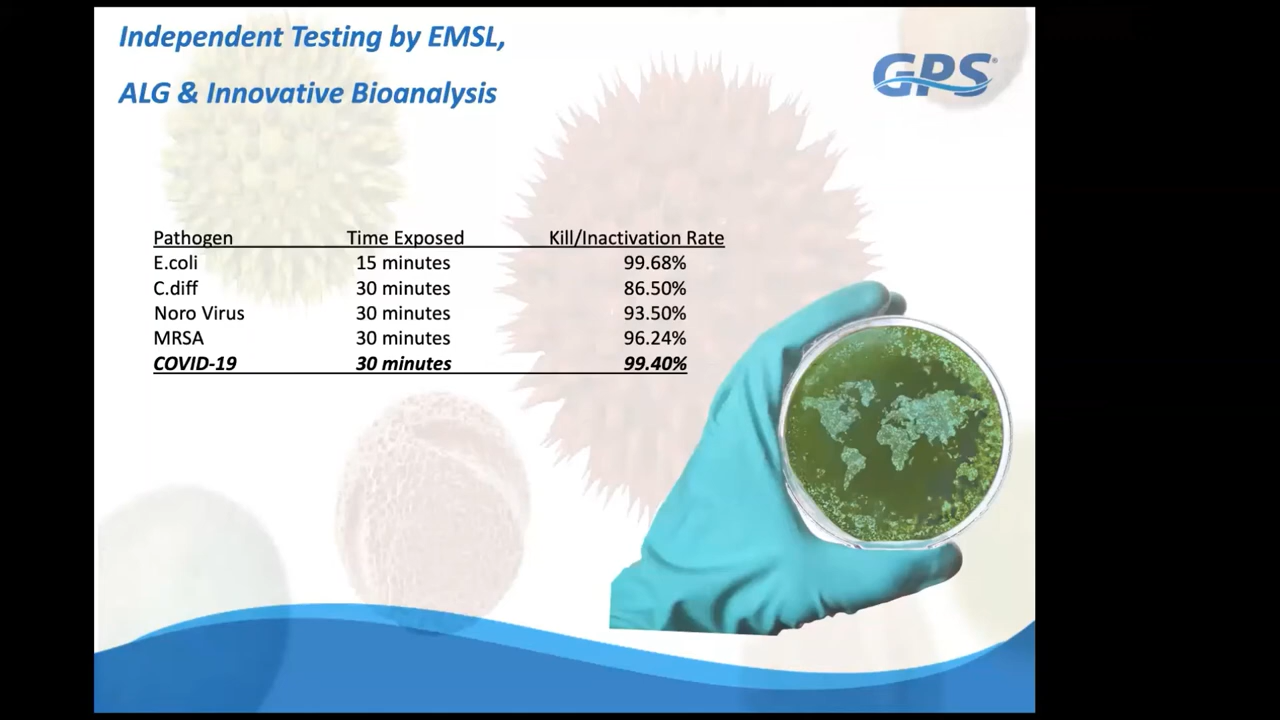 Independent Testing by EMSL,
ALG & Innovative Bioanalysis
GPS®
Pathogen Time Exposed Kill/Inactivation Rate
E.coli 15 minutes 99.68%
C.diff 30 minutes 86.50%
Noro Virus 30 minutes 93.50%
MRSA 30 minutes 96.24%
COVID-19 30 minutes 99.40%